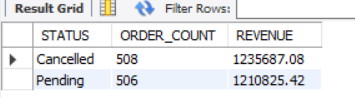 Result Grid Filter Rows:
STATUS ORDER_COUNT REVENUE
Cancelled 508 1235687.08
Pending 506 1210825.42